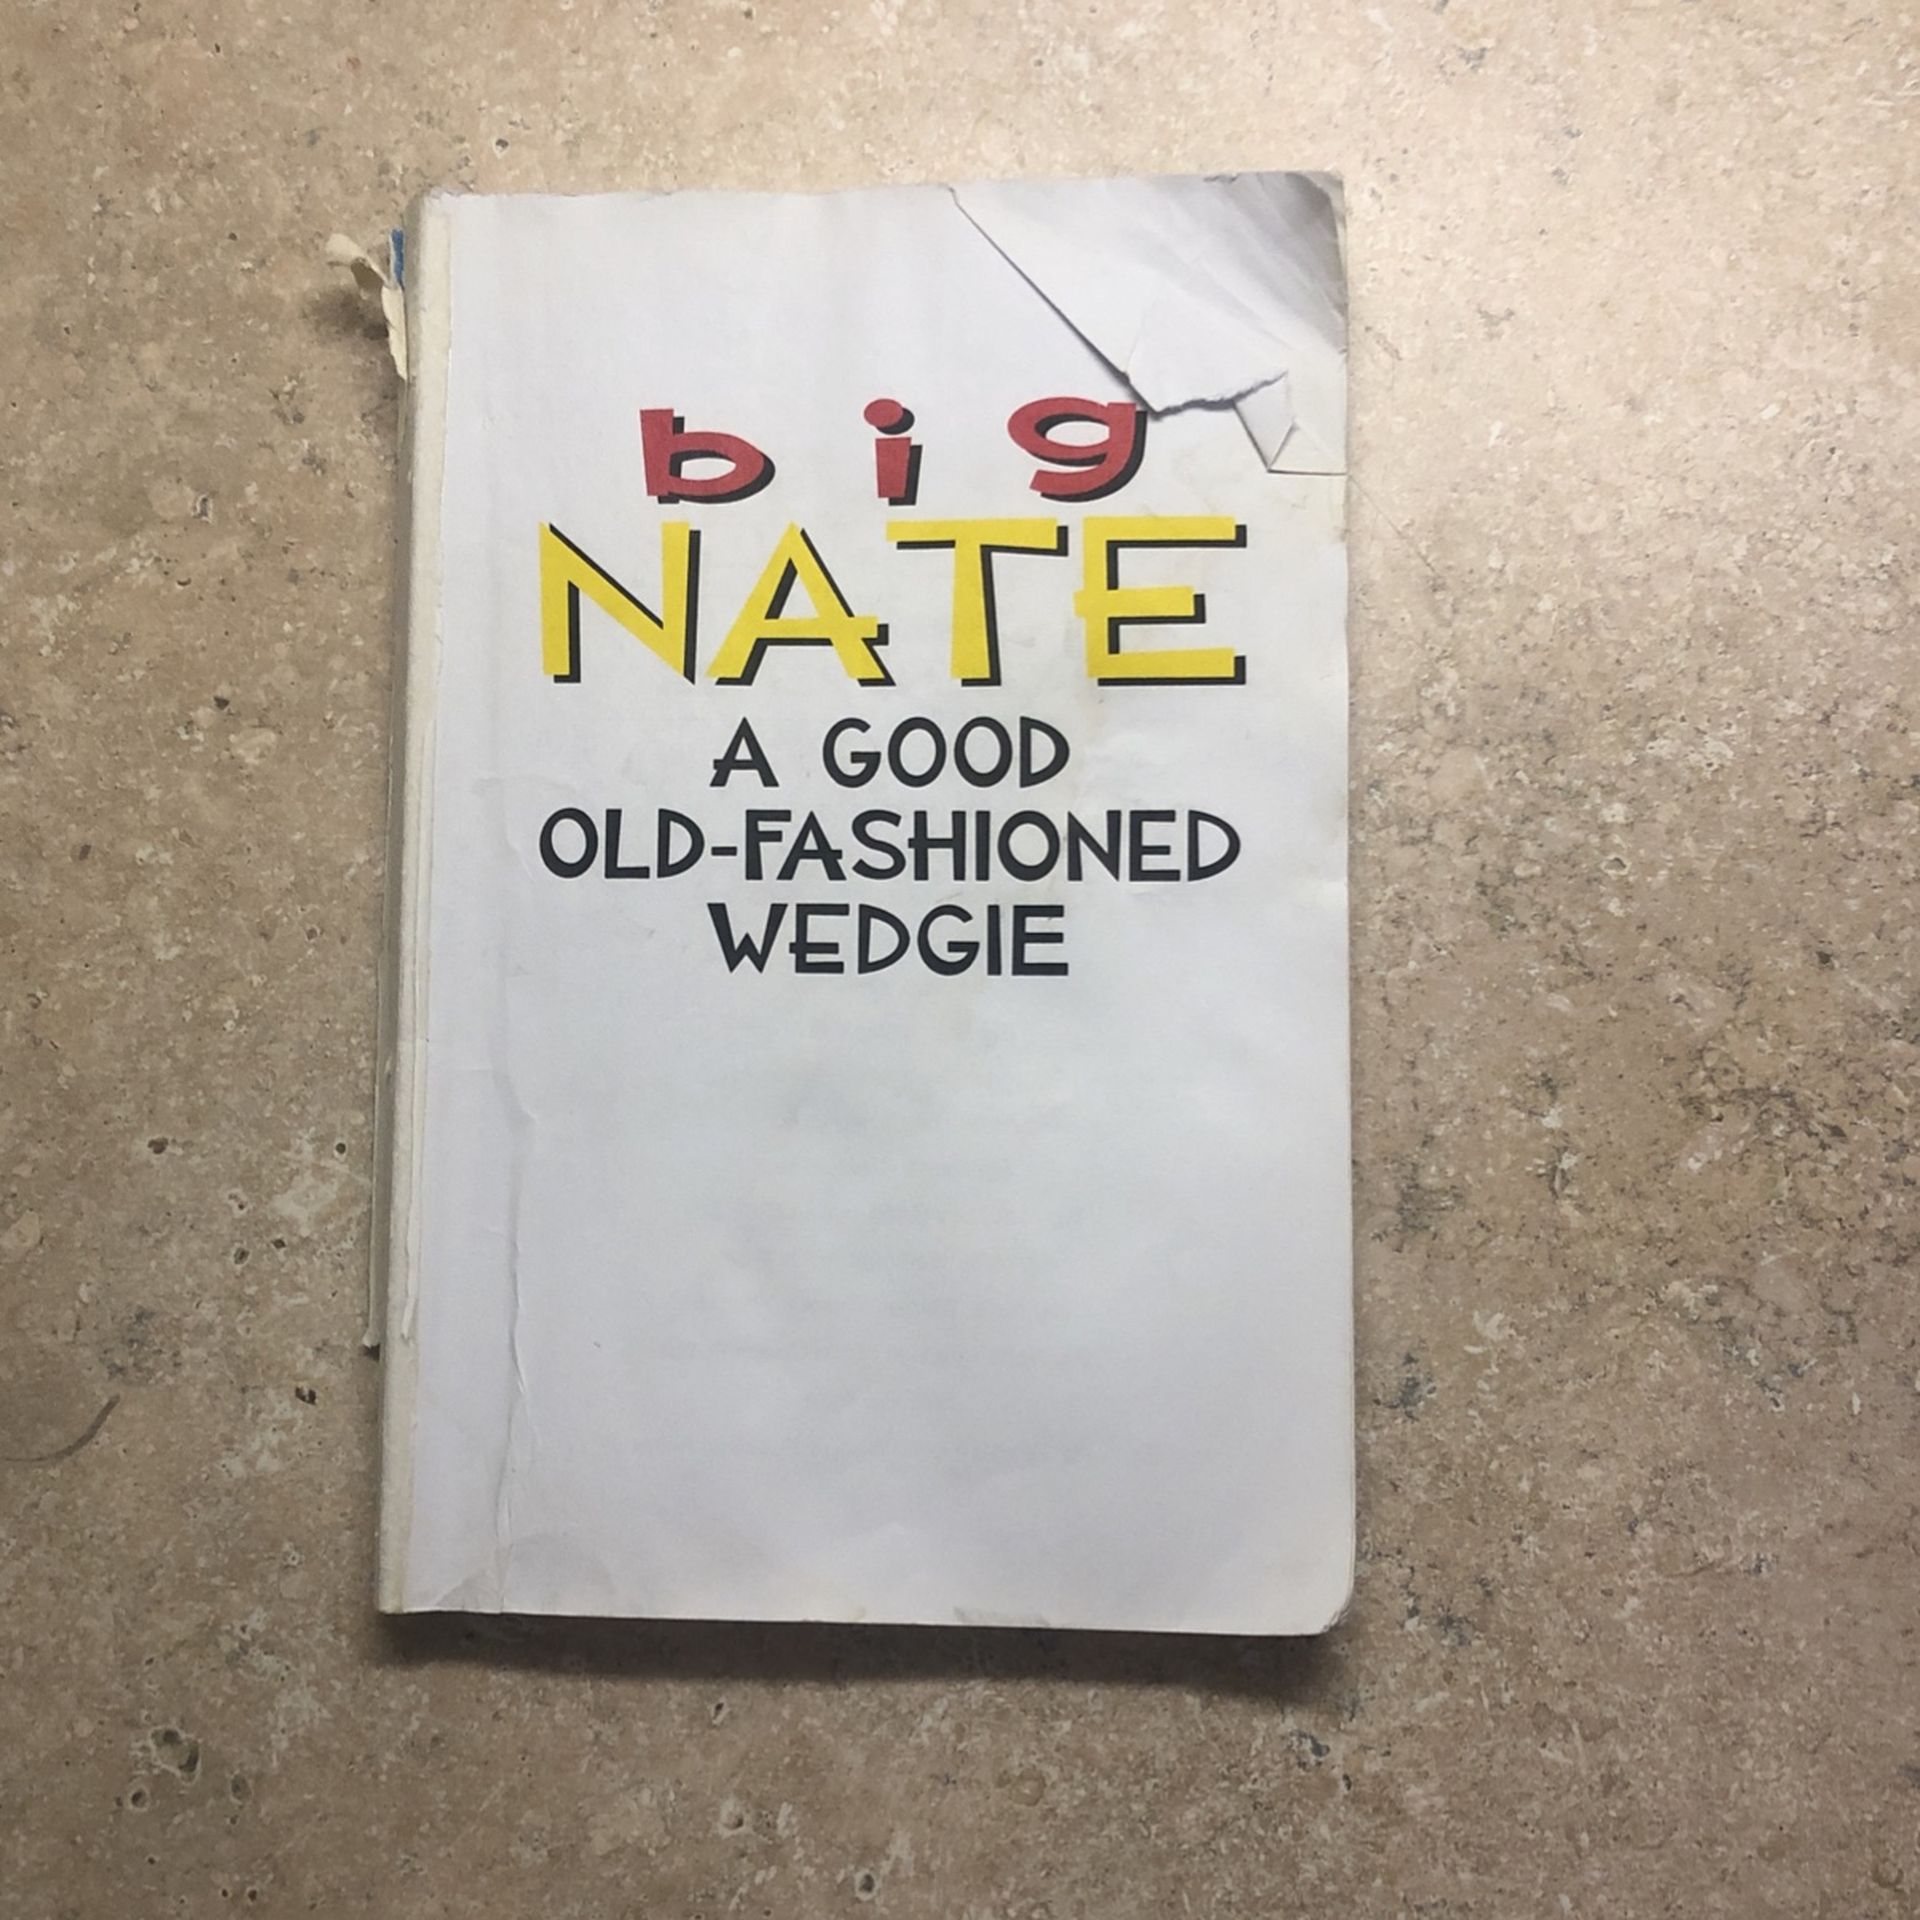 big
NATE
A GOOD
OLD-FASHIONED
WEDGIE